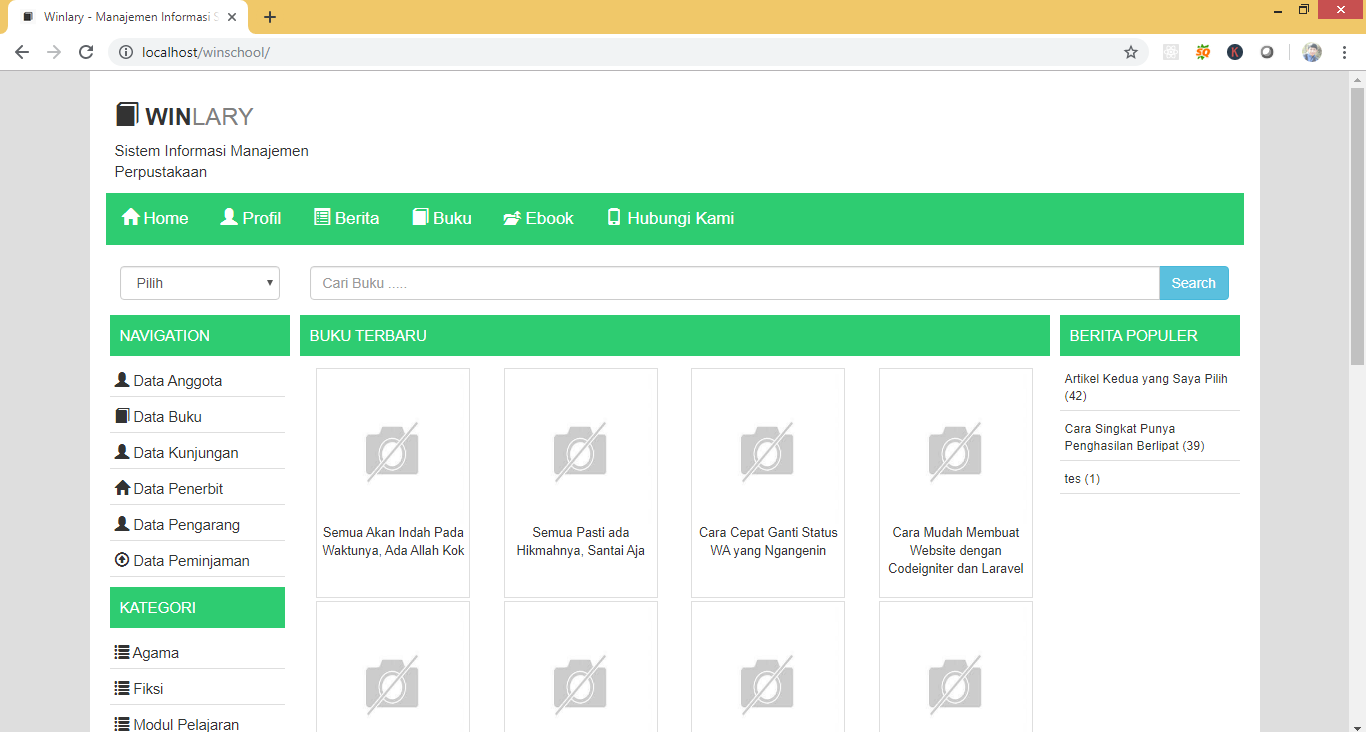 Winlary - Manajemen Informasi S
localhost/winschool/
WINLARY
Sistem Informasi Manajemen
Perpustakaan
Home Profil Berita Buku Ebook Hubungi Kami
Pilih
Cari Buku .....
Search
NAVIGATION
Data Anggota
Data Buku
Data Kunjungan
Data Penerbit
Data Pengarang
Data Peminjaman
KATEGORI
Agama
Fiksi
Modul Pelajaran
BUKU TERBARU
Semua Akan Indah Pada
Waktunya, Ada Allah Kok
Semua Pasti ada
Hikmahnya, Santai Aja
Cara Cepat Ganti Status
WA yang Ngangenin
Cara Mudah Membuat
Website dengan
Codeigniter dan Laravel
BERITA POPULER
Artikel Kedua yang Saya Pilih
(42)
Cara Singkat Punya
Penghasilan Berlipat (39)
tes (1)